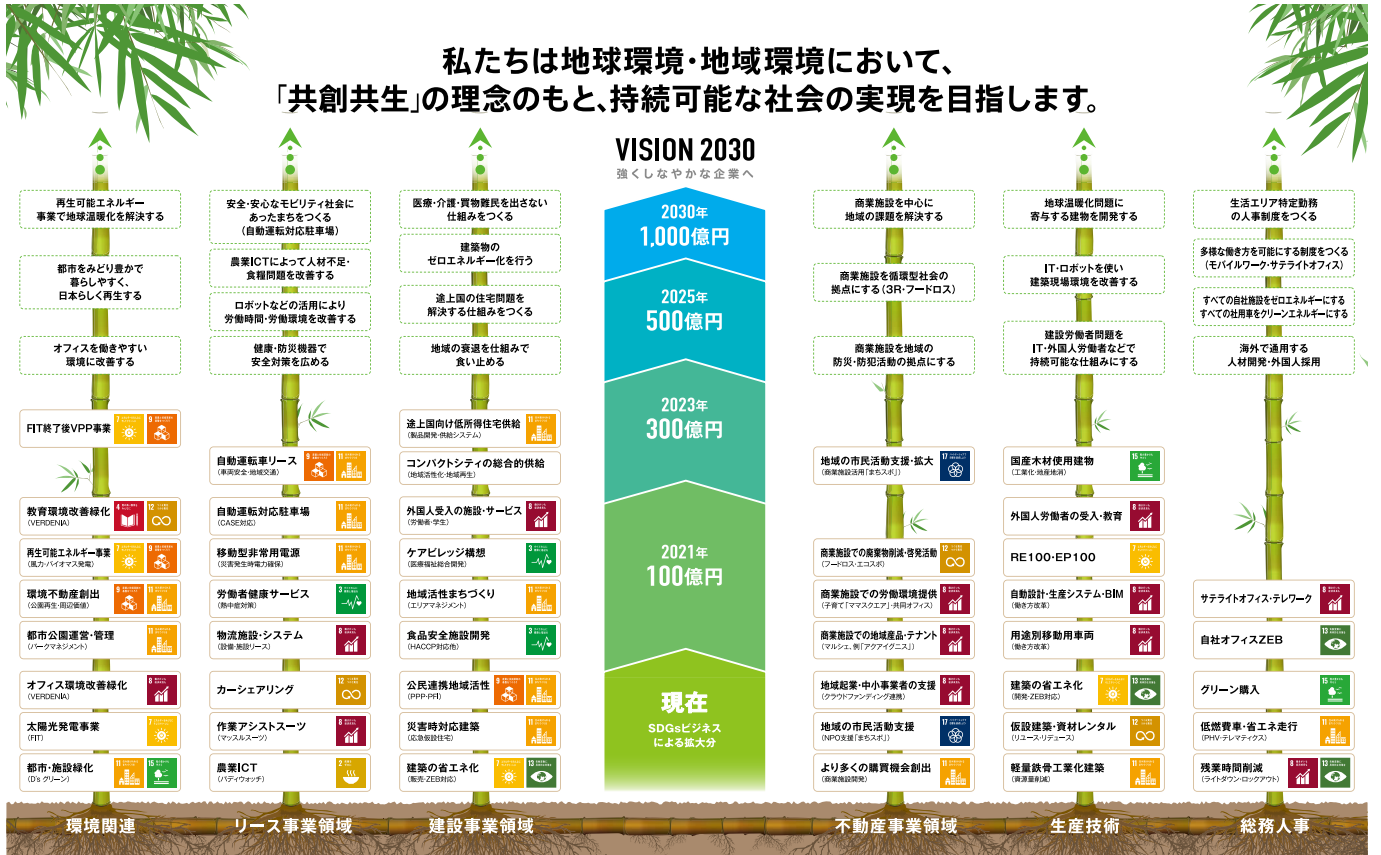 私たちは地球環境・地域環境において、
「共創共生」の理念のもと、持続可能な社会の実現を目指します。
VISION 2030
強くしなやかな企業へ
2030年
1,000億円
2025年
500億円
2023年
300億円
2021年
100億円
現在
SDGsビジネス
による拡大分
再生可能エネルギー
事業で地球温暖化を解決する
都市をみどり豊かで
暮らしやすく、
日本らしく再生する
オフィスを働きやすい
環境に改善する
FIT終了後VPP事業
7
9
教育環境改善緑化
(VERDENIA)
4
12
再生可能エネルギー事業
(風力・バイオマス発電)
7
9
環境不動産創出
(公園再生・周辺価値)
9
11
都市公園運営・管理
(パークマネジメント)
11
オフィス環境改善緑化
(VERDENIA)
8
太陽光発電事業
(FIT)
7
都市・施設緑化
(D's グリーン)
11
15
環境関連
安全・安心なモビリティ社会に
あったまちをつくる
(自動運転対応駐車場)
農業ICTによって人材不足・
食糧問題を改善する
ロボットなどの活用により
労働時間・労働環境を改善する
健康・防災機器で
安全対策を広める
自動運転車リース
(車両安全・地域交通)
9
11
自動運転対応駐車場
(CASE対応)
11
移動型非常用電源
(災害発生時電力確保)
11
労働者健康サービス
(熱中症対策)
3
物流施設・システム
(設備・施設リース)
8
カーシェアリング
12
作業アシストスーツ
(マッスルスーツ)
8
農業ICT
(パディウォッチ)
2
リース事業領域
医療・介護・買物難民を出さない
仕組みをつくる
建築物の
ゼロエネルギー化を行う
途上国の住宅問題を
解決する仕組みをつくる
地域の衰退を仕組みで
食い止める
途上国向け低所得住宅供給
(製品開発・供給システム)
11
コンパクトシティの総合的供給
(地域活性化・地域再生)
外国人受入の施設・サービス
(労働者・学生)
8
ケアビレッジ構想
(医療福祉総合開発)
3
地域活性まちづくり
(エリアマネジメント)
11
食品安全施設開発
(HACCP対応他)
3
公民連携地域活性
(PPP・PFI)
9
11
災害時対応建築
(応急仮設住宅)
11
建築の省エネ化
(販売・ZEB対応)
7
13
建設事業領域
商業施設を中心に
地域の課題を解決する
商業施設を循環型社会の
拠点にする(3R・フードロス)
商業施設を地域の
防災・防犯活動の拠点にする
地域の市民活動支援・拡大
(商業施設活用「まちスポ」)
17
商業施設での廃棄物削減・啓発活動
(フードロス・エコスポ)
12
商業施設での労働環境提供
(子育て「ママスクエア」・共同オフィス)
8
商業施設での地域産品・テナント
(マルシェ、例「アクアイグニス」)
8
地域起業・中小事業者の支援
(クラウドファンディング連携)
8
地域の市民活動支援
(NPO支援「まちスポ」)
17
より多くの購買機会創出
(商業施設開発)
11
不動産事業領域
地球温暖化問題に
寄与する建物を開発する
IT・ロボットを使い
建築現場環境を改善する
建設労働者問題を
IT・外国人労働者などで
持続可能な仕組みにする
国産木材使用建物
(工業化・地産地消)
15
外国人労働者の受入・教育
8
RE100・EP100
7
自動設計・生産システム・BIM
(働き方改革)
8
用途別移動用車両
(働き方改革)
8
建築の省エネ化
(開発・ZEB対応)
7
13
仮設建築・資材レンタル
(リユース・リデュース)
12
軽量鉄骨工業化建築
(資源量削減)
11
生産技術
生活エリア特定勤務
の人事制度をつくる
多様な働き方を可能にする制度をつくる
(モバイルワーク・サテライトオフィス)
すべての自社施設をゼロエネルギーにする
すべての社用車をクリーンエネルギーにする
海外で通用する
人材開発・外国人採用
サテライトオフィス・テレワーク
8
自社オフィスZEB
13
グリーン購入
15
低燃費車・省エネ走行
(PHV・テレマティクス)
11
残業時間削減
(ライトダウン・ロックアウト)
8
13
総務人事